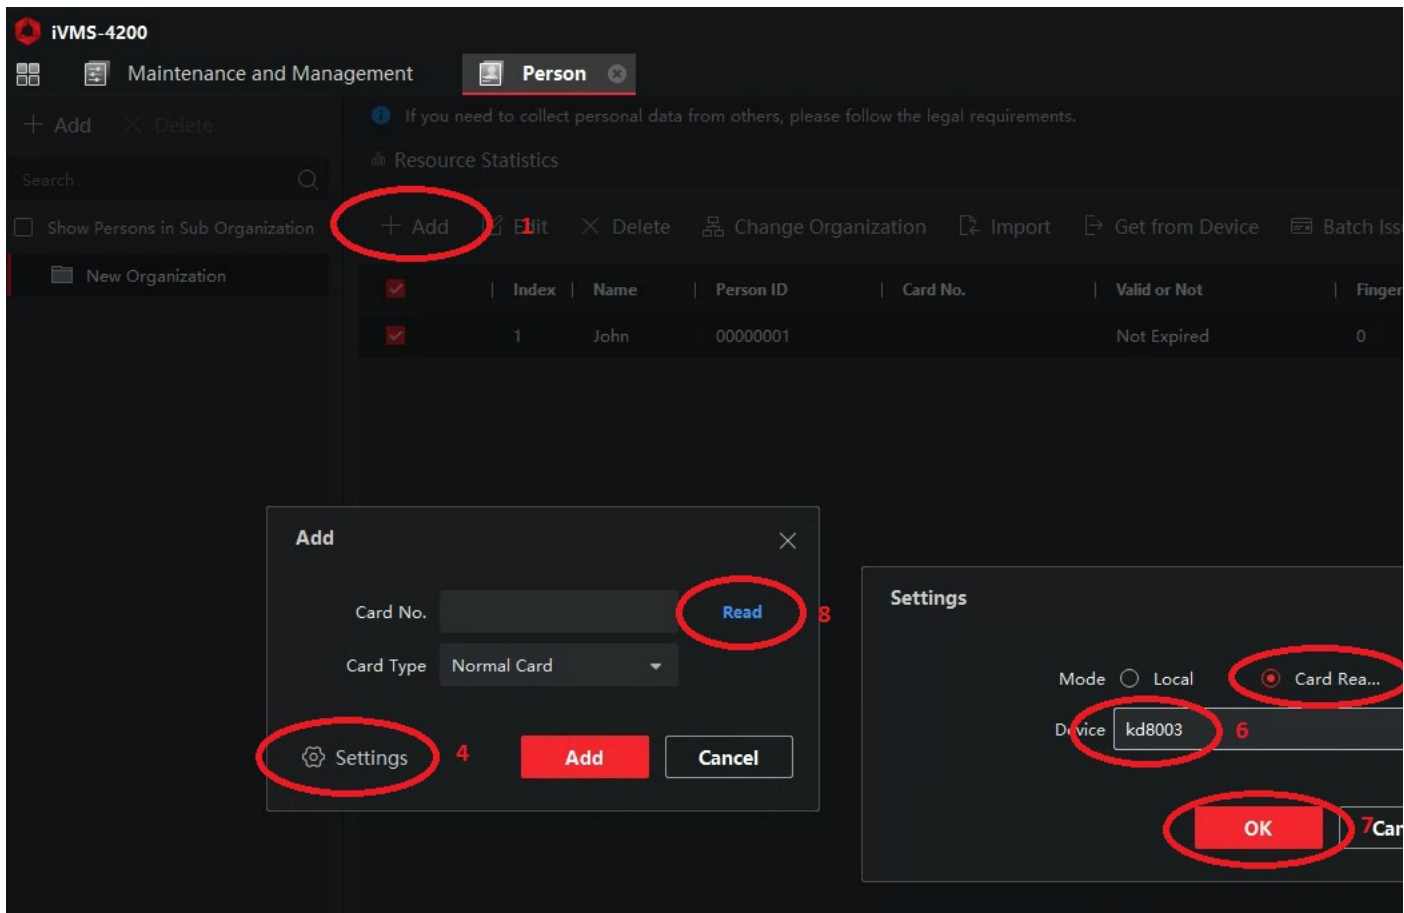 iVMS-4200
Maintenance and Management Person
Add Delete
If you need to collect personal data from others, please follow the legal requirements.
Resource Statistics
Search
Show Persons in Sub Organization
Add 1 Edit Delete Change Organization Import Get from Device Batch Iss
New Organization
Index Name Person ID Card No. Valid or Not Finger
1 John 00000001 Not Expired 0
Add
Card No. Read 8
Card Type Normal Card
Settings 4 Add Cancel
Settings
Mode Local Card Rea...
Device kd8003 6
OK 7 Can